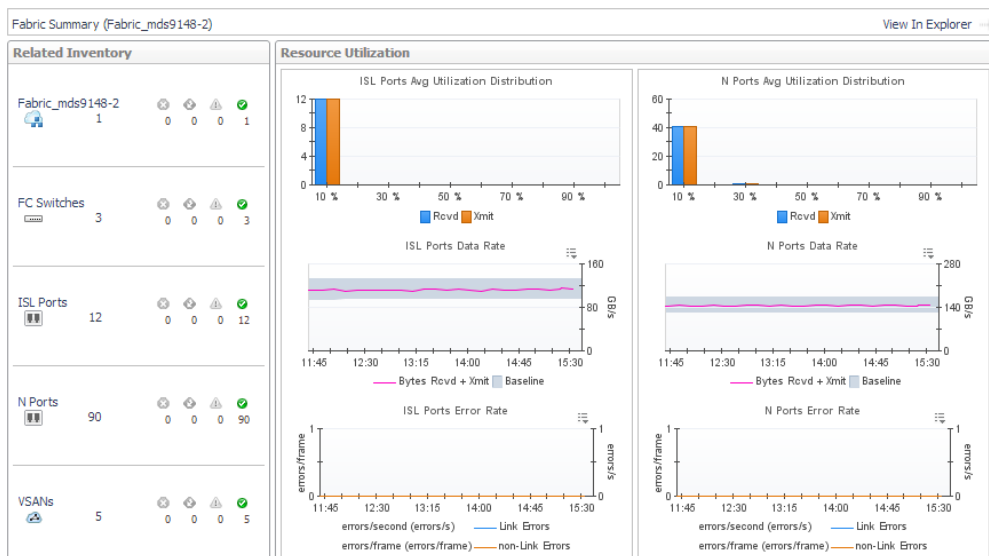 Fabric Summary (Fabric_mds9148-2)
View In Explorer
Related Inventory
Fabric_mds9148-2
1
0 0 0 1
FC Switches
3
0 0 0 3
ISL Ports
12
0 0 0 12
N Ports
90
0 0 0 90
VSANs
5
0 0 0 5
Resource Utilization
ISL Ports Avg Utilization Distribution
12
8
4
0
10 % 30 % 50 % 70 % 90 %
Rcvd Xmit
ISL Ports Data Rate
160
80
0
GB/s
11:45 12:30 13:15 14:00 14:45 15:30
Bytes Rcvd + Xmit Baseline
ISL Ports Error Rate
1 1
errors/frame
errors/s
0 0
11:45 12:30 13:15 14:00 14:45 15:30
errors/second (errors/s) Link Errors
errors/frame (errors/frame) non-Link Errors
N Ports Avg Utilization Distribution
60
40
20
0
10 % 30 % 50 % 70 % 90 %
Rcvd Xmit
N Ports Data Rate
280
140
0
GB/s
11:45 12:30 13:15 14:00 14:45 15:30
Bytes Rcvd + Xmit Baseline
N Ports Error Rate
1 1
errors/frame
errors/s
0 0
11:45 12:30 13:15 14:00 14:45 15:30
errors/second (errors/s) Link Errors
errors/frame (errors/frame) non-Link Errors